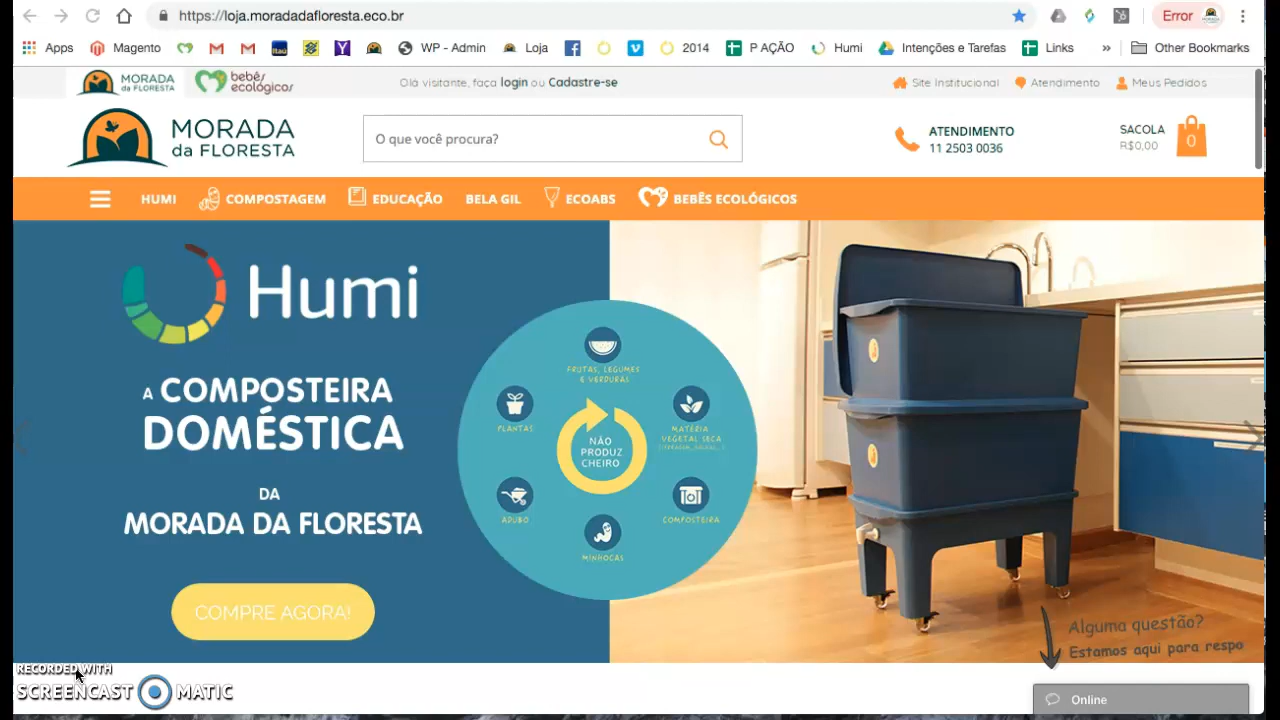 https://loja.moradadafloresta.eco.br
Error
Apps
Magento
WP - Admin
Loja
2014
P AÇÃO
Humi
Intenções e Tarefas
Links
»
Other Bookmarks
MORADA
da FLORESTA
bebês
ecológicos
Olá visitante, faça login ou Cadastre-se
Site Institucional
Atendimento
Meus Pedidos
MORADA
da FLORESTA
O que você procura?
ATENDIMENTO
11 2503 0036
SACOLA
R$0,00
0
HUMI
COMPOSTAGEM
EDUCAÇÃO
BELA GIL
ECOABS
BEBÊS ECOLÓGICOS
Humi
A COMPOSTEIRA
DOMÉSTICA
DA
MORADA DA FLORESTA
COMPRE AGORA!
FRUTAS, LEGUMES
E VERDURAS
PLANTAS
MATÉRIA
VEGETAL SECA
NÃO
PRODUZ
CHEIRO
ADUBO
COMPOSTEIRA
MINHOCAS
Alguma questão?
Estamos aqui para respo
RECORDED WITH
SCREENCAST MATIC
Online